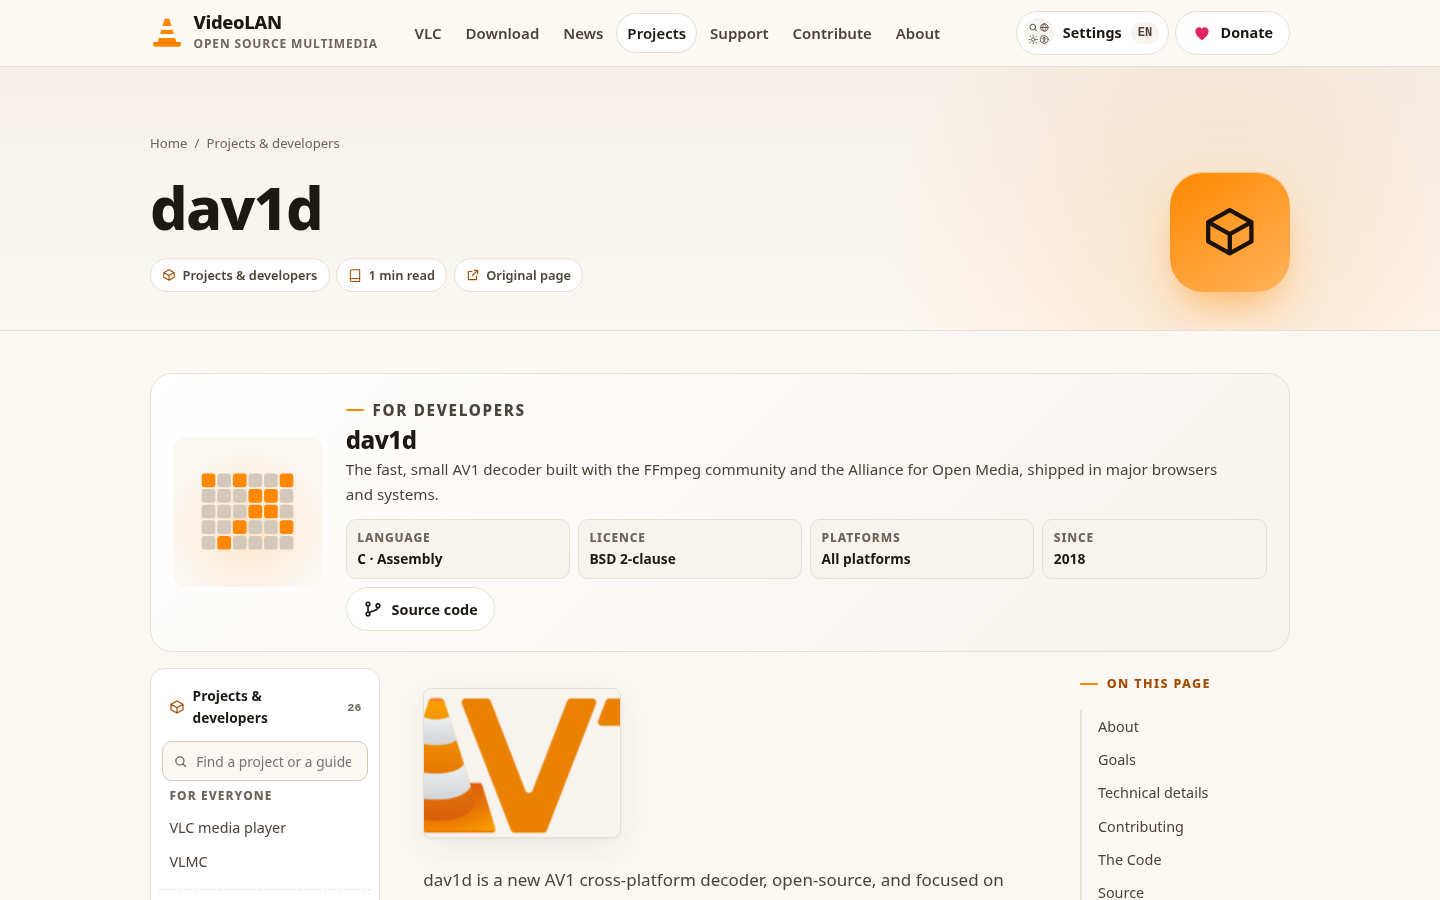 VideoLAN
OPEN SOURCE MULTIMEDIA
VLC
Download
News
Projects
Support
Contribute
About
Settings
EN
Donate
Home / Projects & developers
dav1d
Projects & developers
1 min read
Original page
FOR DEVELOPERS
dav1d
The fast, small AV1 decoder built with the FFmpeg community and the Alliance for Open Media, shipped in major browsers
and systems.
LANGUAGE
C · Assembly
LICENCE
BSD 2-clause
PLATFORMS
All platforms
SINCE
2018
Source code
Projects &
developers
26
Find a project or a guide
FOR EVERYONE
VLC media player
VLMC
dav1d is a new AV1 cross-platform decoder, open-source, and focused on
ON THIS PAGE
About
Goals
Technical details
Contributing
The Code
Source